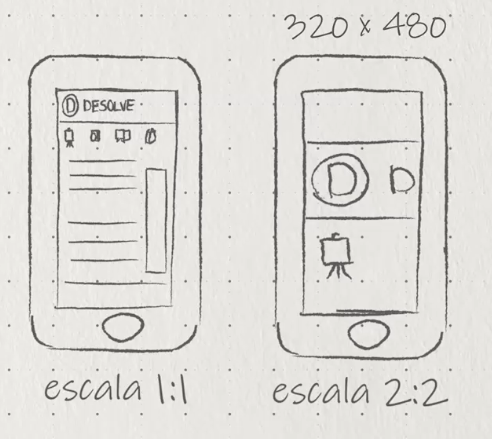 320 x 480
D DESOLVE
D D
escala 1:1
escala 2:2